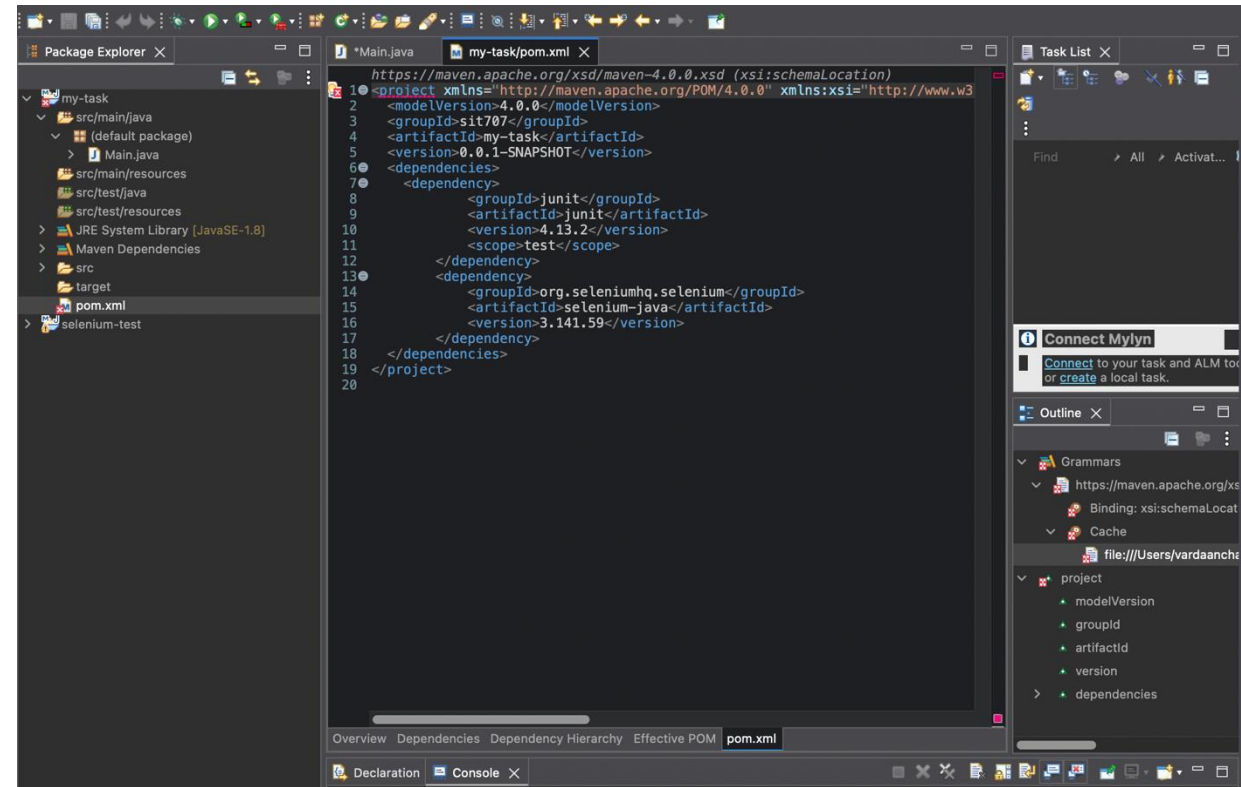 Package Explorer
my-task
src/main/java
(default package)
Main.java
src/main/resources
src/test/java
src/test/resources
JRE System Library [JavaSE-1.8]
Maven Dependencies
src
target
pom.xml
selenium-test
*Main.java
my-task/pom.xml
https://maven.apache.org/xsd/maven-4.0.0.xsd (xsi:schemaLocation)
1 <project xmlns="http://maven.apache.org/POM/4.0.0" xmlns:xsi="http://www.w3
2 <modelVersion>4.0.0</modelVersion>
3 <groupId>sit707</groupId>
4 <artifactId>my-task</artifactId>
5 <version>0.0.1-SNAPSHOT</version>
6 <dependencies>
7 <dependency>
8 <groupId>junit</groupId>
9 <artifactId>junit</artifactId>
10 <version>4.13.2</version>
11 <scope>test</scope>
12 </dependency>
13 <dependency>
14 <groupId>org.seleniumhq.selenium</groupId>
15 <artifactId>selenium-java</artifactId>
16 <version>3.141.59</version>
17 </dependency>
18 </dependencies>
19 </project>
20
Overview Dependencies Dependency Hierarchy Effective POM pom.xml
Declaration Console
Task List
Find All Activat...
Connect Mylyn
Connect to your task and ALM too
or create a local task.
Outline
Grammars
https://maven.apache.org/xs
Binding: xsi:schemaLocat
Cache
file:///Users/vardaancha
project
modelVersion
groupId
artifactId
version
dependencies